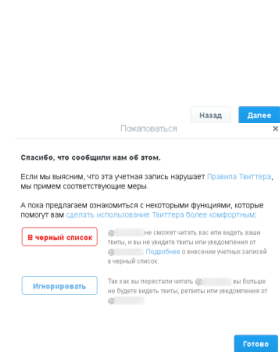 Назад Далее
Пожаловаться ×
Спасибо, что сообщили нам об этом.
Если мы выясним, что эта учетная запись нарушает Правила Твиттера,
мы примем соответствующие меры.
А пока предлагаем ознакомиться с некоторыми функциями, которые
помогут вам сделать использование Твиттера более комфортным:
В черный список
@ не сможет читать вас или видеть ваши
твиты, и вы не увидите твиты или уведомления от
@ . Подробнее о внесении учетных записей
в черный список.
Игнорировать
Так как вы перестали читать @ , вы больше
не будете видеть твиты, ретвиты или уведомления от
@
Готово